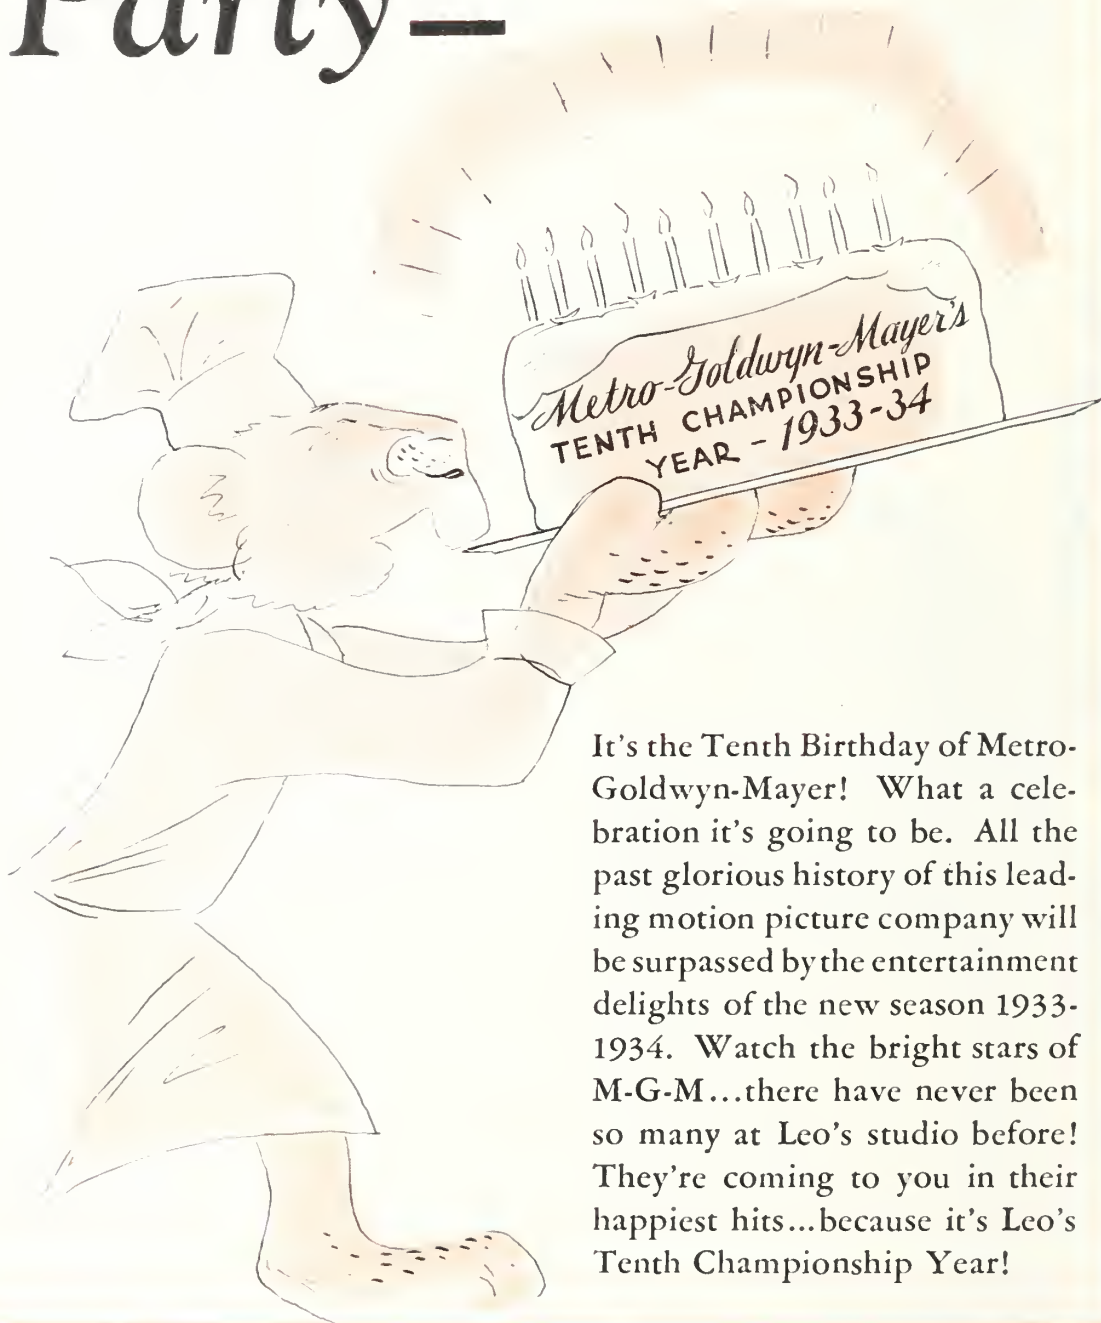 Party—
Metro-Goldwyn-Mayer's
TENTH CHAMPIONSHIP
YEAR - 1933-34
It's the Tenth Birthday of Metro-
Goldwyn-Mayer! What a cele-
bration it's going to be. All the
past glorious history of this lead-
ing motion picture company will
be surpassed by the entertainment
delights of the new season 1933-
1934. Watch the bright stars of
M-G-M...there have never been
so many at Leo's studio before!
They're coming to you in their
happiest hits...because it's Leo's
Tenth Championship Year!